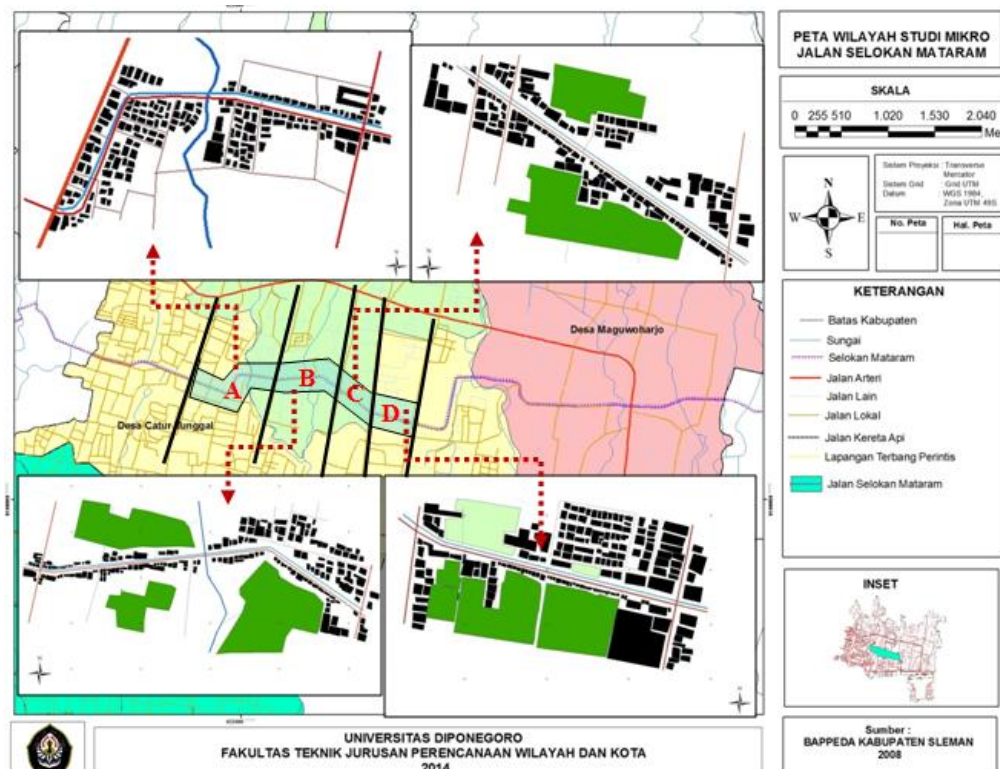 PETA WILAYAH STUDI MIKRO
JALAN SELOKAN MATARAM
SKALA
0 255 510 1.020 1.530 2.040
Me
Sistem Proyeksi : Transverse
Mercator
Sistem Grid : Grid UTM
Datum : WGS 1984,
Zona UTM 49S
N
W E
S
No. Peta
Hal. Peta
KETERANGAN
Batas Kabupaten
Sungai
Selokan Mataram
Jalan Arteri
Jalan Lain
Jalan Lokal
Jalan Kereta Api
Lapangan Terbang Perintis
Jalan Selokan Mataram
INSET
Sumber :
BAPPEDA KABUPATEN SLEMAN
2008
Desa Maguwoharjo
A
B
C
D
Desa Catur Tunggal
UNIVERSITAS DIPONEGORO
FAKULTAS TEKNIK JURUSAN PERENCANAAN WILAYAH DAN KOTA
2014